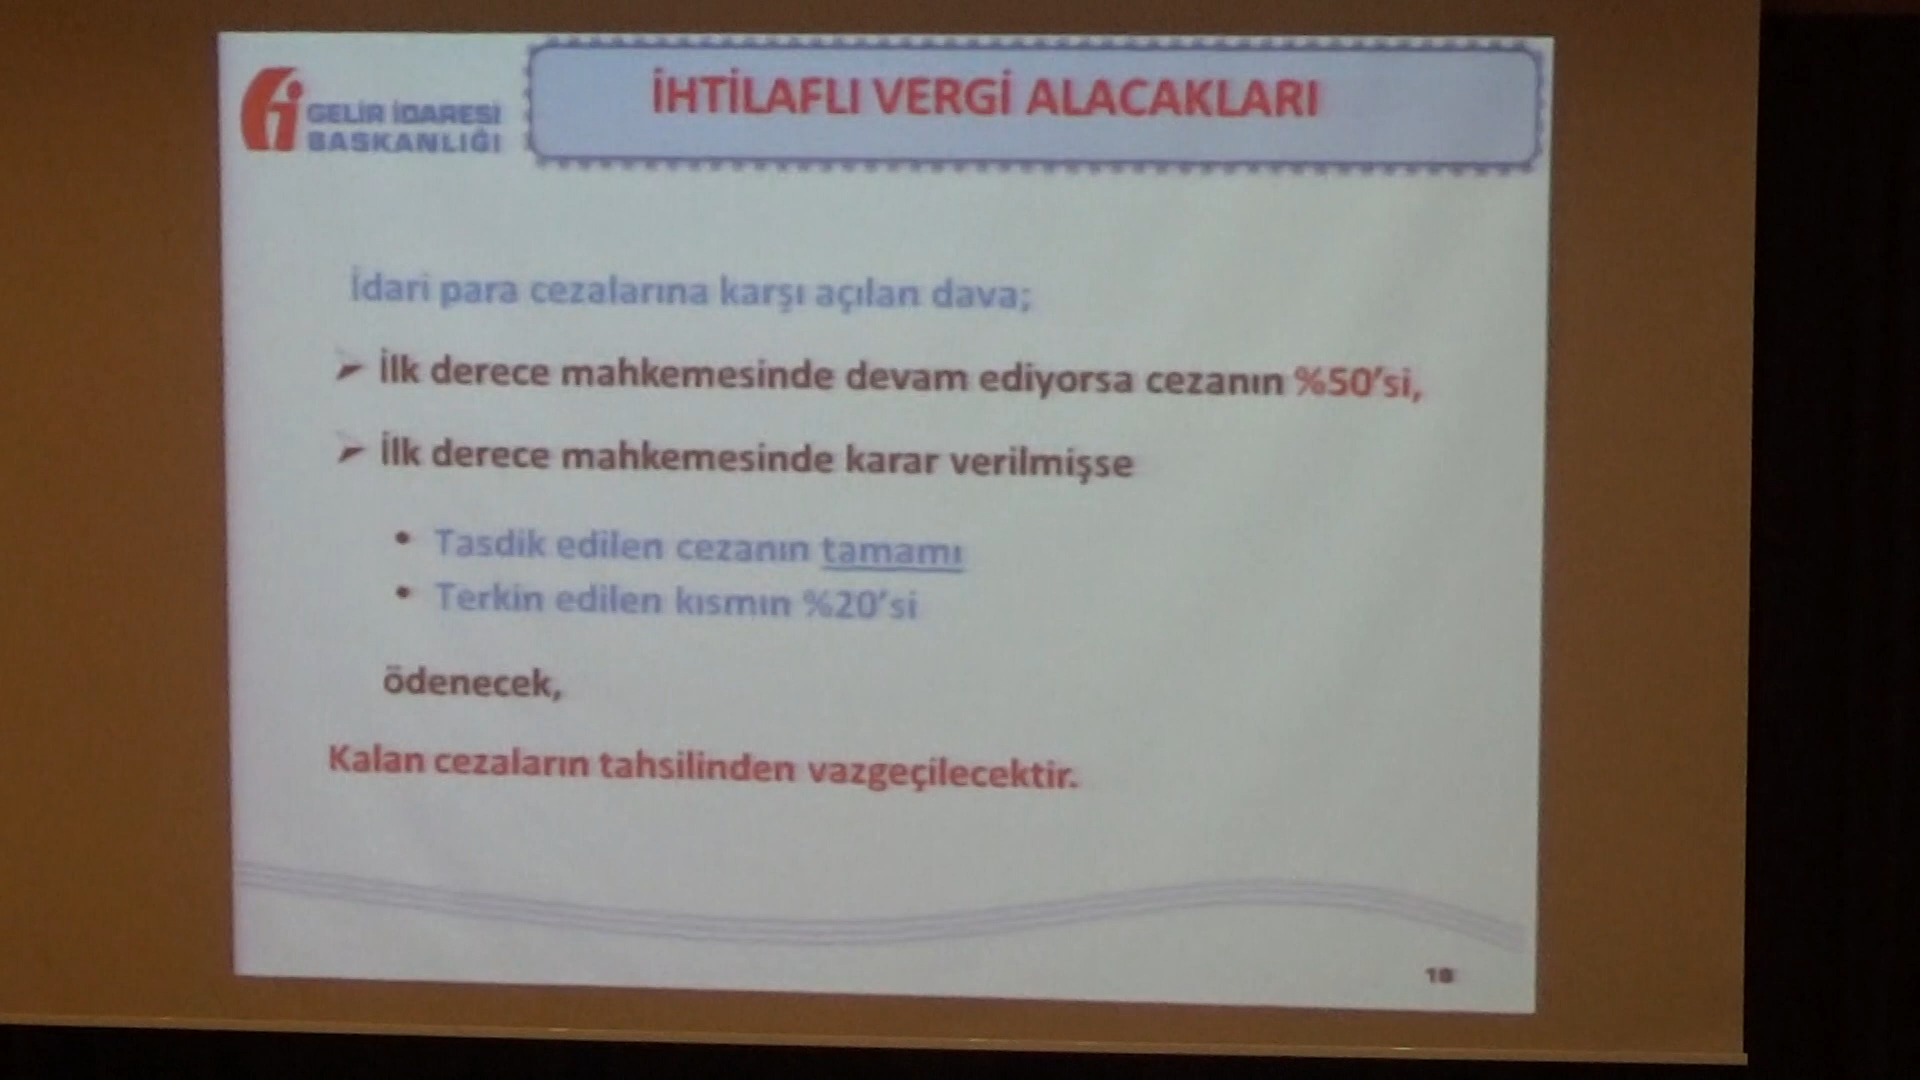 GELİR İDARESİ
BAŞKANLIĞI
İHTİLAFLI VERGİ ALACAKLARI
İdari para cezalarına karşı açılan dava;
➤ İlk derece mahkemesinde devam ediyorsa cezanın %50'si,
➤ İlk derece mahkemesinde karar verilmişse
• Tasdik edilen cezanın tamamı
• Terkin edilen kısmın %20'si
ödenecek,
Kalan cezaların tahsilinden vazgeçilecektir.